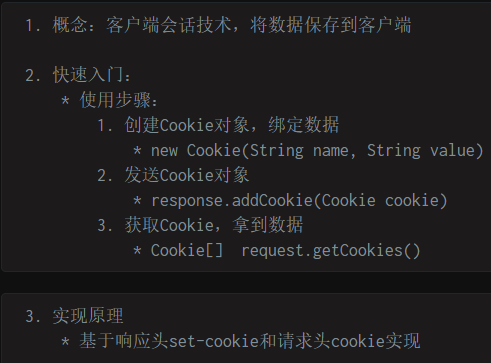 1. 概念：客户端会话技术，将数据保存到客户端
2. 快速入门：
* 使用步骤：
1. 创建Cookie对象，绑定数据
* new Cookie(String name, String value)
2. 发送Cookie对象
* response.addCookie(Cookie cookie)
3. 获取Cookie，拿到数据
* Cookie[]  request.getCookies()
3. 实现原理
* 基于响应头set-cookie和请求头cookie实现